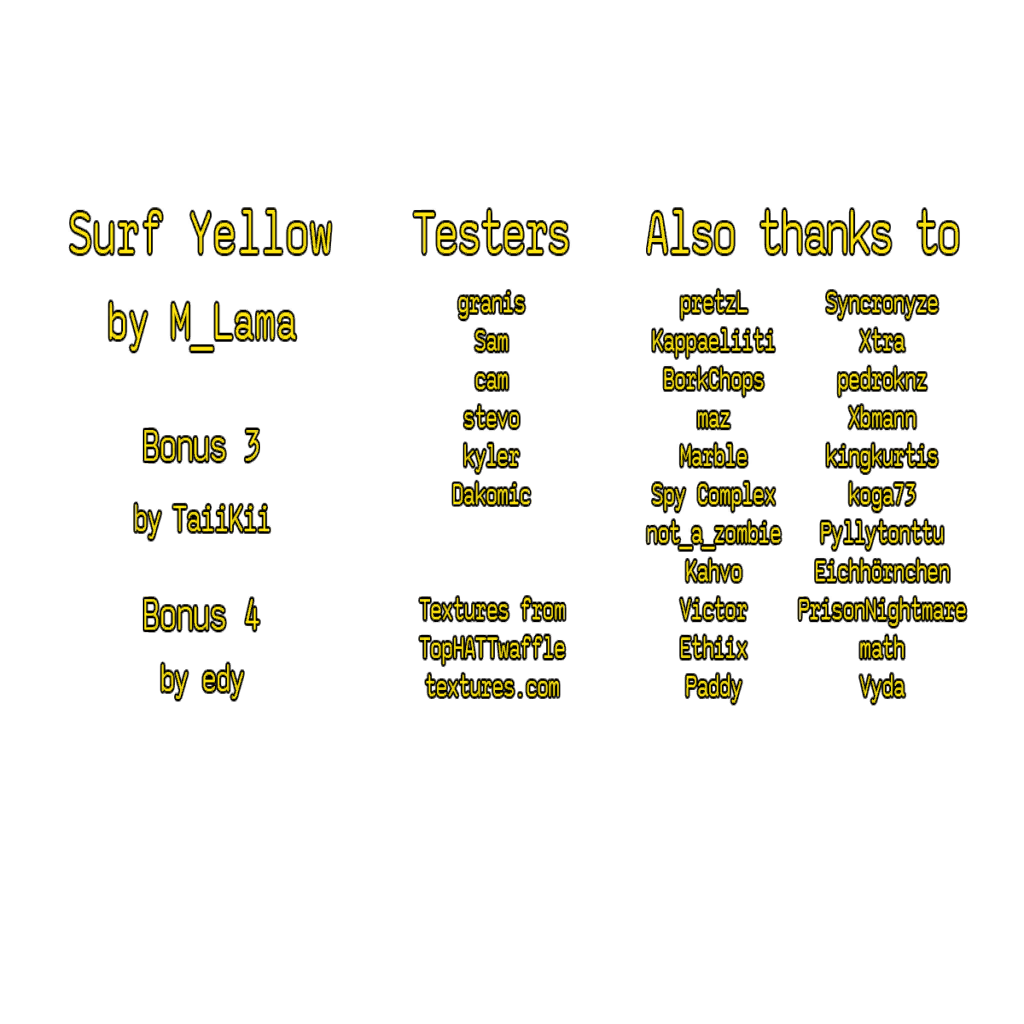 Surf Yellow
by M_Lama
Bonus 3
by TaiiKii
Bonus 4
by edy
Testers
granis
Sam
cam
stevo
kyler
Dakomic
Textures from
TopHATTwaffle
textures.com
Also thanks to
pretzL
Kappaeliiti
BorkChops
maz
Marble
Spy Complex
not_a_zombie
Kahvo
Victor
Ethiix
Paddy
Syncronyze
Xtra
pedroknz
Xbmann
kingkurtis
koga73
Pyllytonttu
Eichhörnchen
PrisonNightmare
math
Vyda